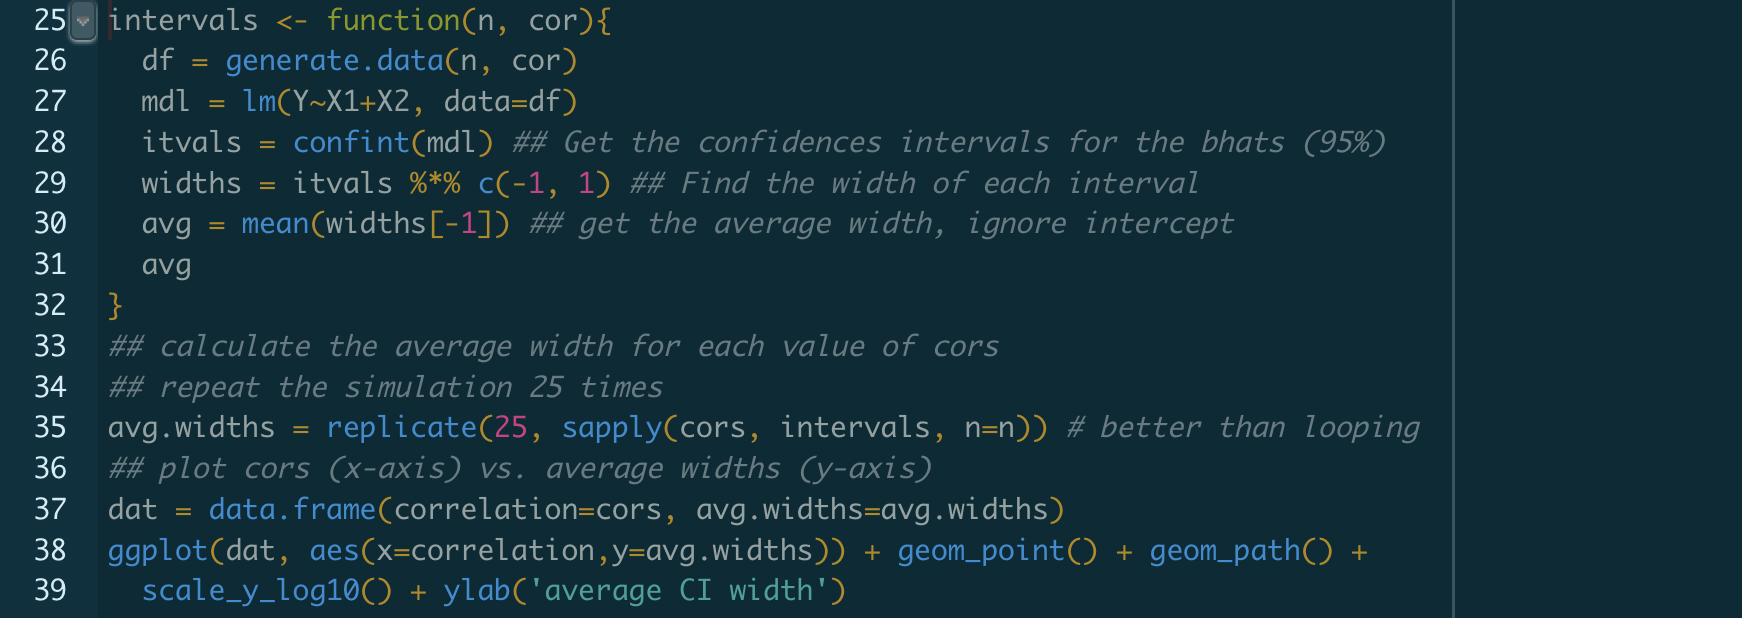 25 intervals <- function(n, cor){
26   df = generate.data(n, cor)
27   mdl = lm(Y~X1+X2, data=df)
28   itvals = confint(mdl) ## Get the confidences intervals for the bhats (95%)
29   widths = itvals %*% c(-1, 1) ## Find the width of each interval
30   avg = mean(widths[-1]) ## get the average width, ignore intercept
31   avg
32 }
33 ## calculate the average width for each value of cors
34 ## repeat the simulation 25 times
35 avg.widths = replicate(25, sapply(cors, intervals, n=n)) # better than looping
36 ## plot cors (x-axis) vs. average widths (y-axis)
37 dat = data.frame(correlation=cors, avg.widths=avg.widths)
38 ggplot(dat, aes(x=correlation,y=avg.widths)) + geom_point() + geom_path() +
39   scale_y_log10() + ylab('average CI width')